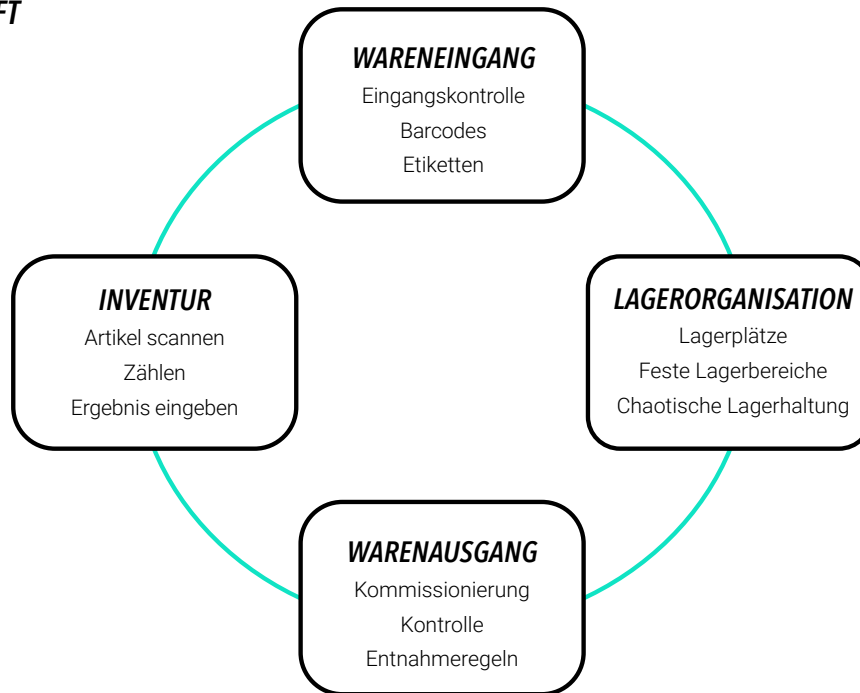 WARENEINGANG
Eingangskontrolle
Barcodes
Etiketten
INVENTUR
Artikel scannen
Zählen
Ergebnis eingeben
LAGERORGANISATION
Lagerplätze
Feste Lagerbereiche
Chaotische Lagerhaltung
WARENAUSGANG
Kommissionierung
Kontrolle
Entnahmeregeln